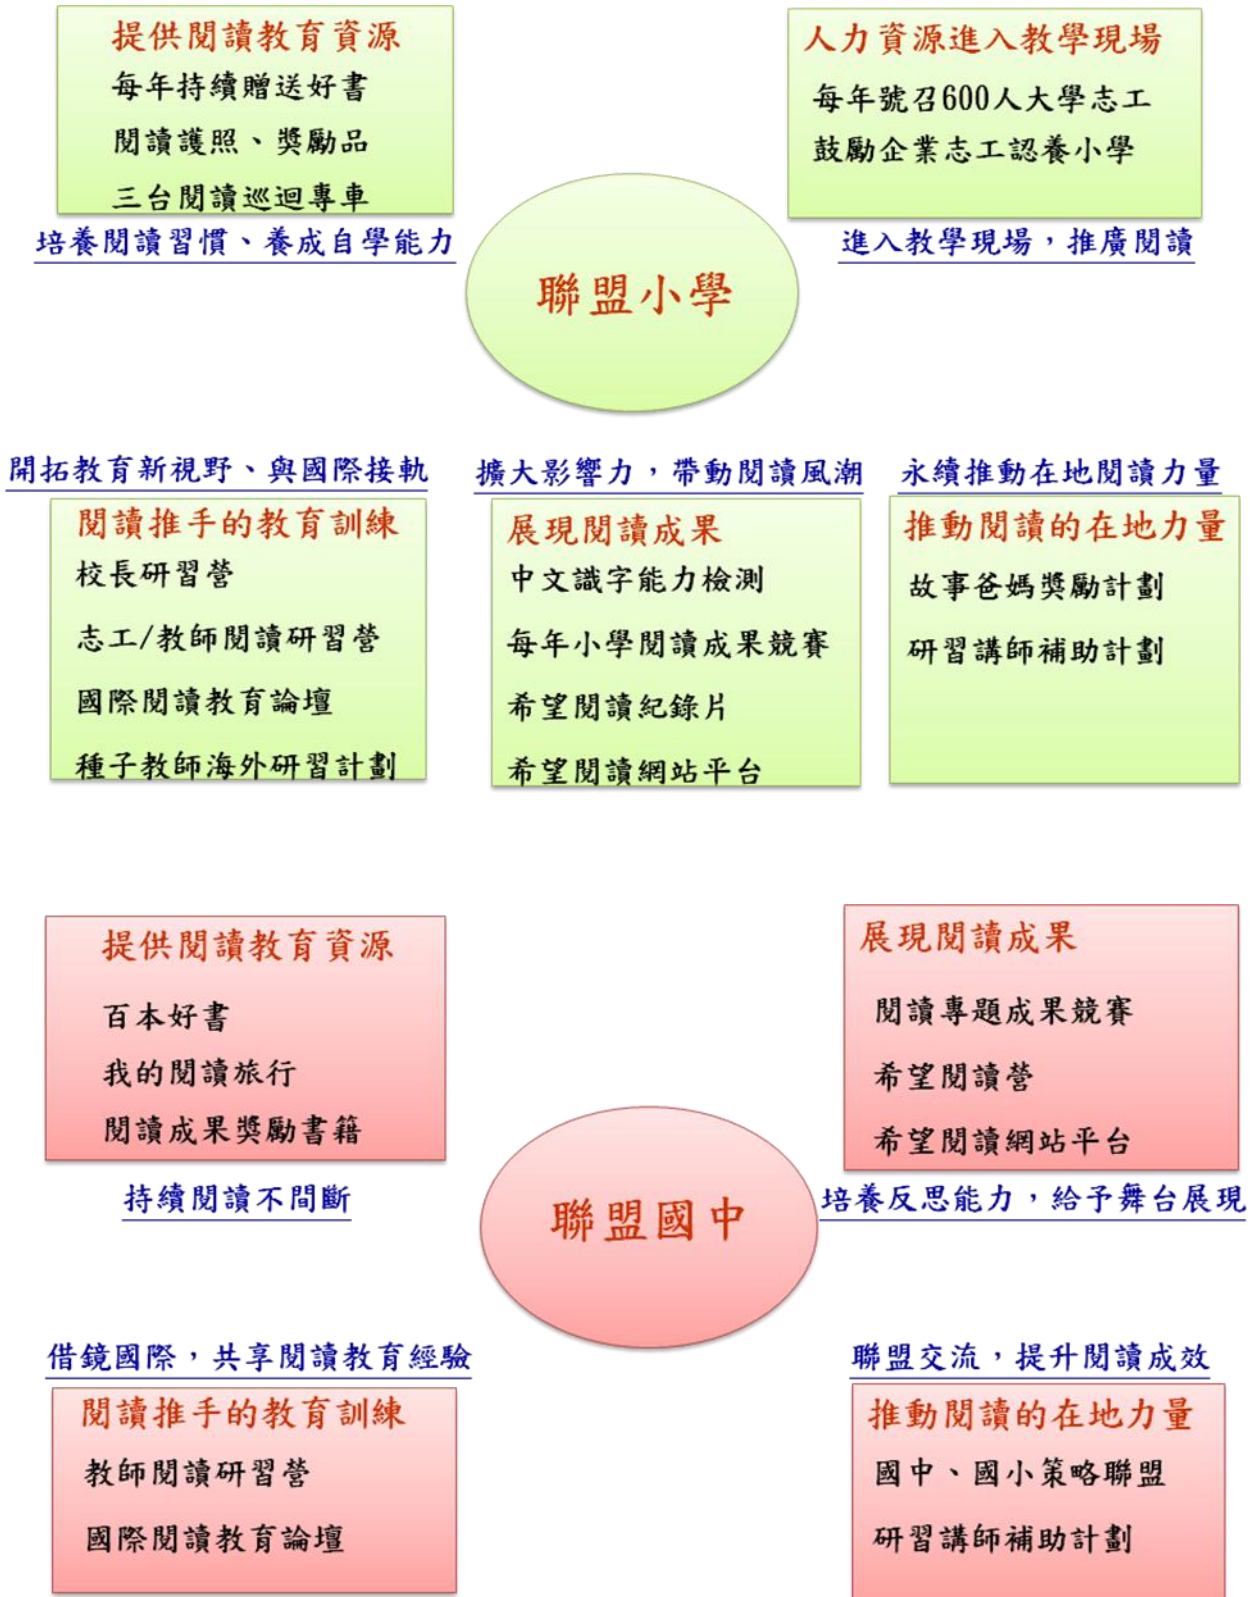 提供閱讀教育資源
每年持續贈送好書
閱讀護照、獎勵品
三台閱讀巡迴專車
培養閱讀習慣、養成自學能力
人力資源進入教學現場
每年號召600人大學志工
鼓勵企業志工認養小學
進入教學現場，推廣閱讀
聯盟小學
開拓教育新視野、與國際接軌
閱讀推手的教育訓練
校長研習營
志工/教師閱讀研習營
國際閱讀教育論壇
種子教師海外研習計劃
擴大影響力，帶動閱讀風潮
展現閱讀成果
中文識字能力檢測
每年小學閱讀成果競賽
希望閱讀紀錄片
希望閱讀網站平台
永續推動在地閱讀力量
推動閱讀的在地力量
故事爸媽獎勵計劃
研習講師補助計劃
提供閱讀教育資源
百本好書
我的閱讀旅行
閱讀成果獎勵書籍
持續閱讀不間斷
展現閱讀成果
閱讀專題成果競賽
希望閱讀營
希望閱讀網站平台
培養反思能力，給予舞台展現
聯盟國中
借鏡國際，共享閱讀教育經驗
閱讀推手的教育訓練
教師閱讀研習營
國際閱讀教育論壇
聯盟交流，提升閱讀成效
推動閱讀的在地力量
國中、國小策略聯盟
研習講師補助計劃